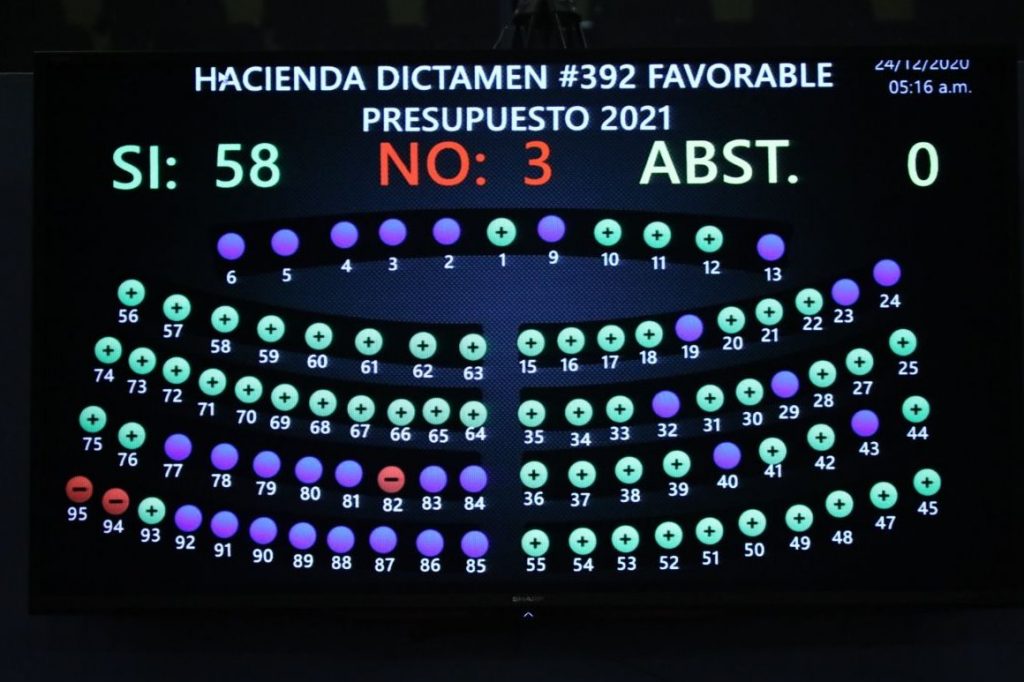 HACIENDA DICTAMEN #392 FAVORABLE
PRESUPUESTO 2021
24/12/2020
05:16 a.m.
SI: 58 NO: 3 ABST. 0
6 5 4 3 2 1 9 10 11 12 13
56 57 58 59 60 61 62 63 15 16 17 18 19 20 21 22 23 24
74 73 72 71 70 69 68 67 66 65 64 35 34 33 32 31 30 29 28 27 25
75 76 77 78 79 80 81 82 83 84 36 37 38 39 40 41 42 43 44
95 94 93 92 91 90 89 88 87 86 85 55 54 53 52 51 50 49 48 47 45
SHARP